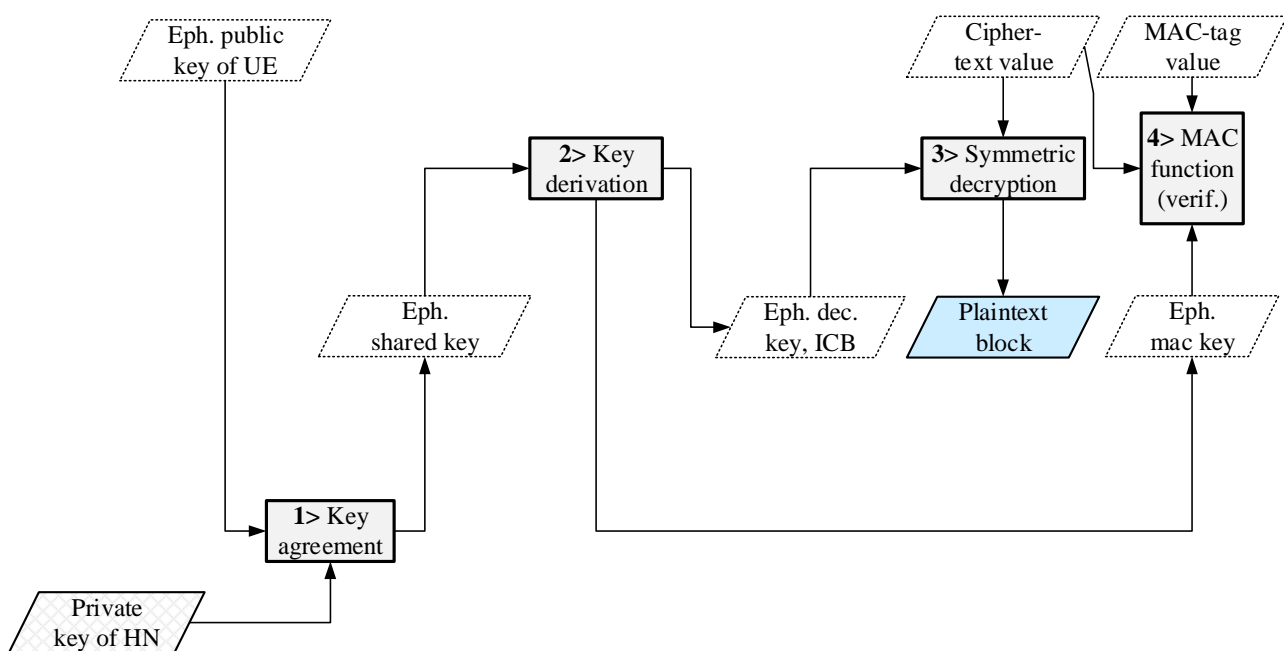 Eph. public
key of UE
Cipher-
text value
MAC-tag
value
2> Key
derivation
3> Symmetric
decryption
4> MAC
function
(verif.)
Eph.
shared key
Eph. dec.
key, ICB
Plaintext
block
Eph.
mac key
1> Key
agreement
Private
key of HN